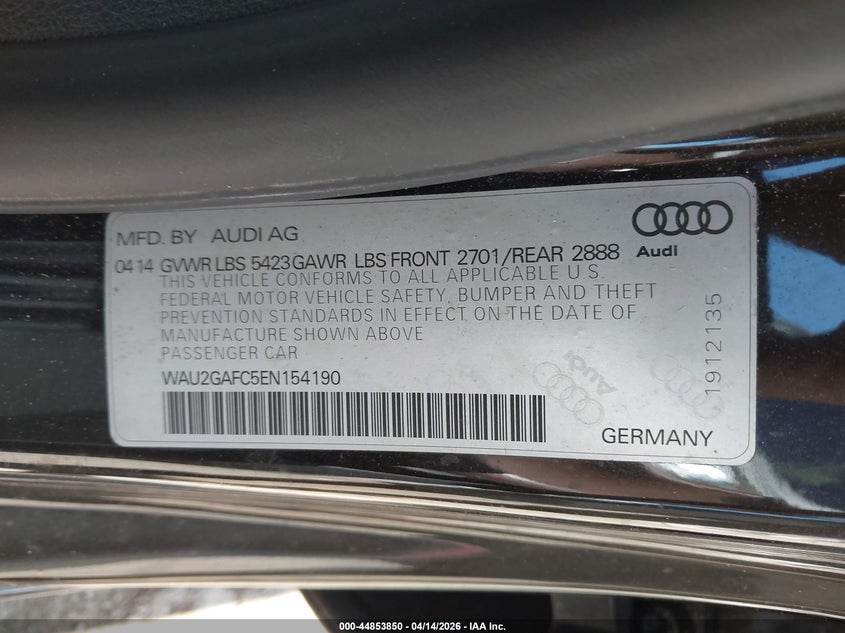 MFD. BY AUDI AG
Audi
0414 GVWR LBS 5423 GAWR LBS FRONT 2701/REAR 2888
THIS VEHICLE CONFORMS TO ALL APPLICABLE U.S.
FEDERAL MOTOR VEHICLE SAFETY, BUMPER AND THEFT
PREVENTION STANDARDS IN EFFECT ON THE DATE OF
MANUFACTURE SHOWN ABOVE
PASSENGER CAR
WAU2GAFC5EN154190
AUDI
1912135
GERMANY
000-44853850 | 04/14/2026 | IAA Inc.